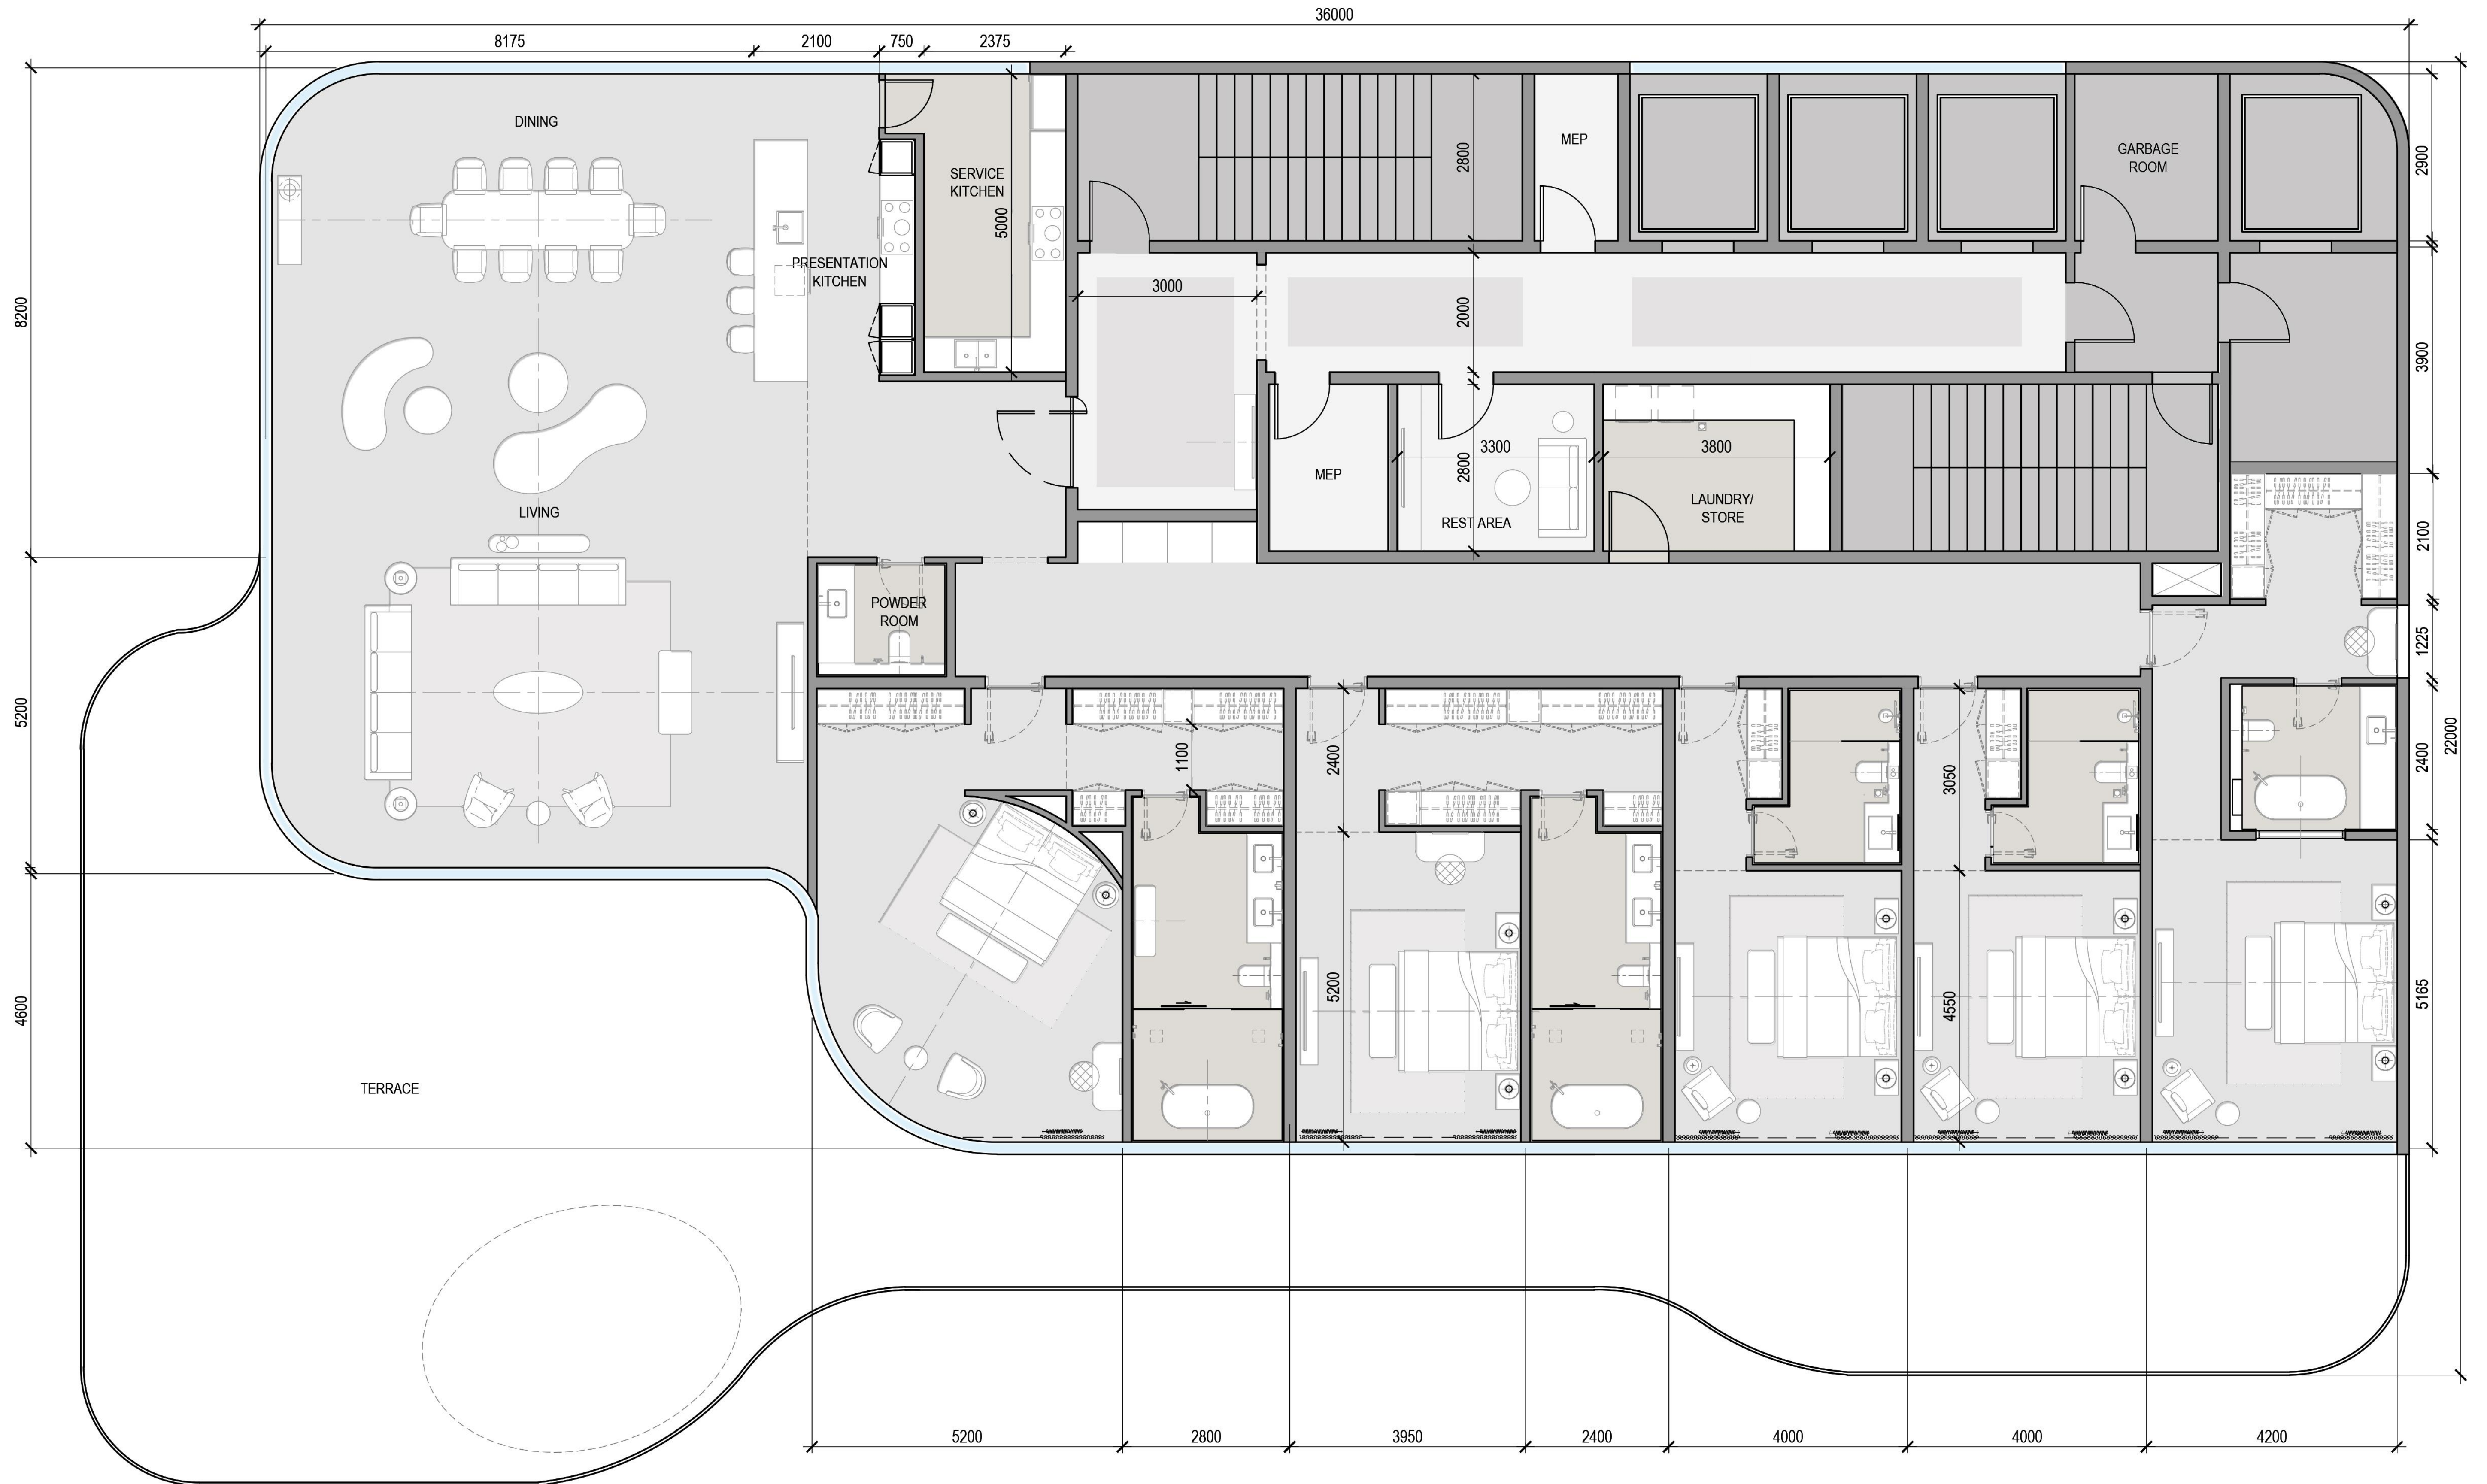 36000
8175
2100
750
2375
DINING
MEP
GARBAGE
ROOM
SERVICE
KITCHEN
5000
2800
2900
PRESENTATION
KITCHEN
3000
2000
8200
3900
3300
2800
3800
MEP
LAUNDRY/
STORE
REST AREA
LIVING
2100
POWDER
ROOM
1225
5200
1100
2400
3050
2400
22000
4600
5200
4550
5165
TERRACE
5200
2800
3950
2400
4000
4000
4200